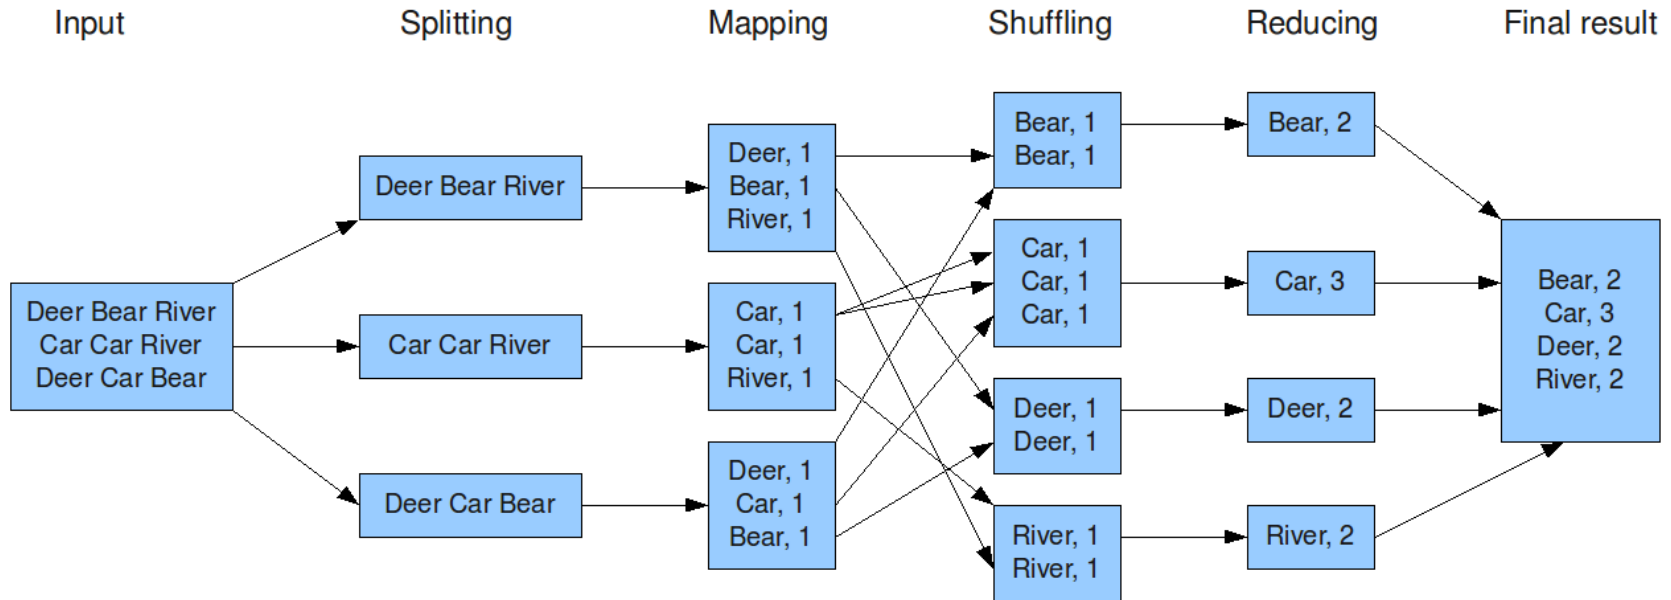 Input
Splitting
Mapping
Shuffling
Reducing
Final result
Deer Bear River
Car Car River
Deer Car Bear
Deer Bear River
Car Car River
Deer Car Bear
Deer, 1
Bear, 1
River, 1
Car, 1
Car, 1
River, 1
Deer, 1
Car, 1
Bear, 1
Bear, 1
Bear, 1
Car, 1
Car, 1
Car, 1
Deer, 1
Deer, 1
River, 1
River, 1
Bear, 2
Car, 3
Deer, 2
River, 2
Bear, 2
Car, 3
Deer, 2
River, 2